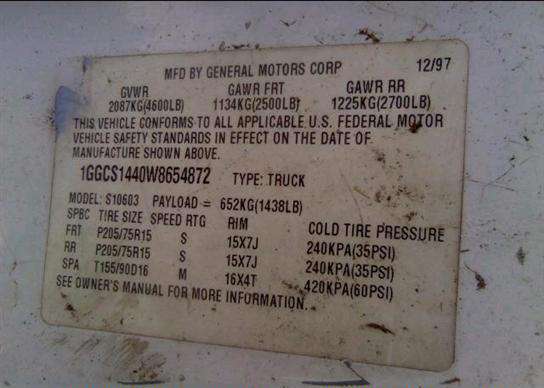 MFD BY GENERAL MOTORS CORP 12/97
GVWR GAWR FRT GAWR RR
2087KG(4600LB) 1134KG(2500LB) 1225KG(2700LB)
THIS VEHICLE CONFORMS TO ALL APPLICABLE U.S. FEDERAL MOTOR
VEHICLE SAFETY STANDARDS IN EFFECT ON THE DATE OF
MANUFACTURE SHOWN ABOVE.
1GGCS1440W8654872 TYPE: TRUCK
MODEL: S10603 PAYLOAD = 652KG(1438LB)
SPBC TIRE SIZE SPEED RTG RIM COLD TIRE PRESSURE
FRT P205/75R15 S 15X7J 240KPA(35PSI)
RR P205/75R15 S 15X7J 240KPA(35PSI)
SPA T155/90D16 M 16X4T 420KPA(60PSI)
SEE OWNER'S MANUAL FOR MORE INFORMATION.